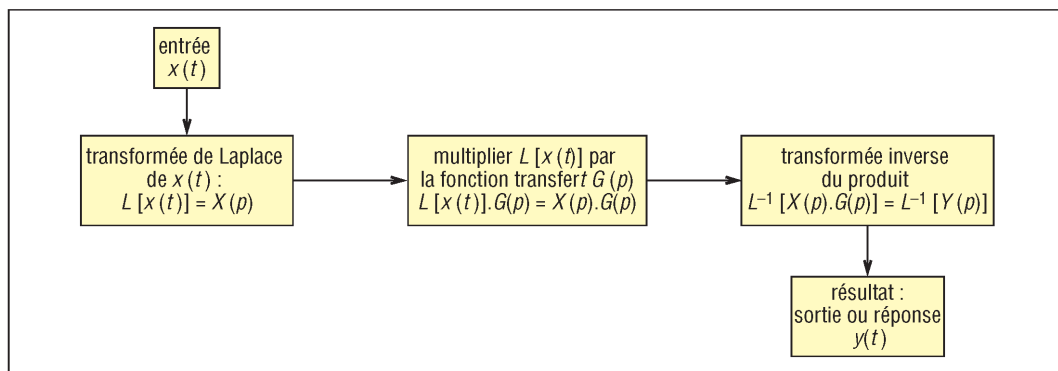 entrée
x(t)
transformée de Laplace
de x(t) :
L [x(t)] = X(p)
multiplier L [x(t)] par
la fonction transfert G (p)
L [x(t)].G(p) = X(p).G(p)
transformée inverse
du produit
L⁻¹ [X(p).G(p)] = L⁻¹ [Y(p)]
résultat :
sortie ou réponse
y(t)